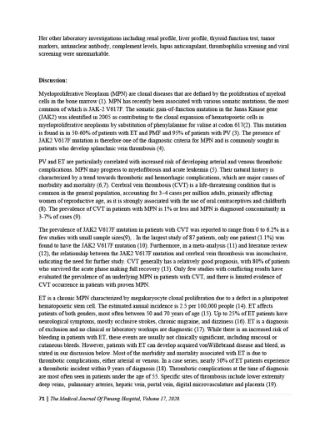 Her other laboratory investigations including renal profile, liver profile, thyroid function test, tumor
markers, antinuclear antibody, complement levels, lupus anticoagulant, thrombophilia screening and viral
screening were unremarkable.
Discussion:
Myeloproliferative Neoplasm (MPN) are clonal diseases that are defined by the proliferation of myeloid
cells in the bone marrow (1). MPN has recently been associated with various somatic mutations; the most
common of which is JAK-2 V617F. The somatic gain-of-function mutation in the Janus Kinase gene
(JAK2) was identified in 2005 as contributing to the clonal expansion of hematopoietic cells in
myeloproliferative neoplasms by substitution of phenylalanine for valine at codon 617(2). This mutation
is found in in 50-60% of patients with ET and PMF and 95% of patients with PV (3). The presence of
JAK2 V617F mutation is therefore one of the diagnostic criteria for MPN and is commonly sought in
patients who develop splanchnic vein thrombosis (4).
PV and ET are particularly correlated with increased risk of developing arterial and venous thrombotic
complications. MPN may progress to myelofibrosis and acute leukemia (5). Their natural history is
characterized by a trend towards thrombotic and hemorrhagic complications, which are major causes of
morbidity and mortality (6,7). Cerebral vein thrombosis (CVT) is a life-threatening condition that is
common in the general population, accounting for 3–4 cases per million adults, primarily affecting
women of reproductive age, as it is strongly associated with the use of oral contraceptives and childbirth
(8). The prevalence of CVT in patients with MPN is 1% or less and MPN is diagnosed concomitantly in
3-7% of cases (9).
The prevalence of JAK2 V617F mutation in patients with CVT was reported to range from 0 to 6.2% in a
few studies with small sample sizes(9). In the largest study of 87 patients, only one patient (1.1%) was
found to have the JAK2 V617F mutation (10). Furthermore, in a meta-analysis (11) and literature review
(12), the relationship between the JAK2 V617F mutation and cerebral vein thrombosis was inconclusive,
indicating the need for further study. CVT generally has a relatively good prognosis, with 80% of patients
who survived the acute phase making full recovery (13). Only few studies with conflicting results have
evaluated the prevalence of an underlying MPN in patients with CVT, and there is limited evidence of
CVT occurrence in patients with proven MPN.
ET is a chronic MPN characterized by megakaryocyte clonal proliferation due to a defect in a pluripotent
hematopoietic stem cell. The estimated annual incidence is 2.5 per 100,000 people (14). ET affects
patients of both genders, most often between 50 and 70 years of age (15). Up to 25% of ET patients have
neurological symptoms, mostly occlusive strokes, chronic migraine, and dizziness (16). ET is a diagnosis
of exclusion and no clinical or laboratory workups are diagnostic (17). While there is an increased risk of
bleeding in patients with ET, these events are usually not clinically significant, including mucosal or
cutaneous bleeds. However, patients with ET can develop acquired vonWillebrand disease and bleed, as
stated in our discussion below. Most of the morbidity and mortality associated with ET is due to
thrombotic complications, either arterial or venous. In a case series, nearly 50% of ET patients experience
a thrombotic incident within 9 years of diagnosis (18). Thrombotic complications at the time of diagnosis
are most often seen in patients under the age of 55. Specific sites of thrombosis include lower extremity
deep veins, pulmonary arteries, hepatic vein, portal vein, digital microvasculature and placenta (19).
71 | The Medical Journal Of Penang Hospital, Volume 17, 2020.